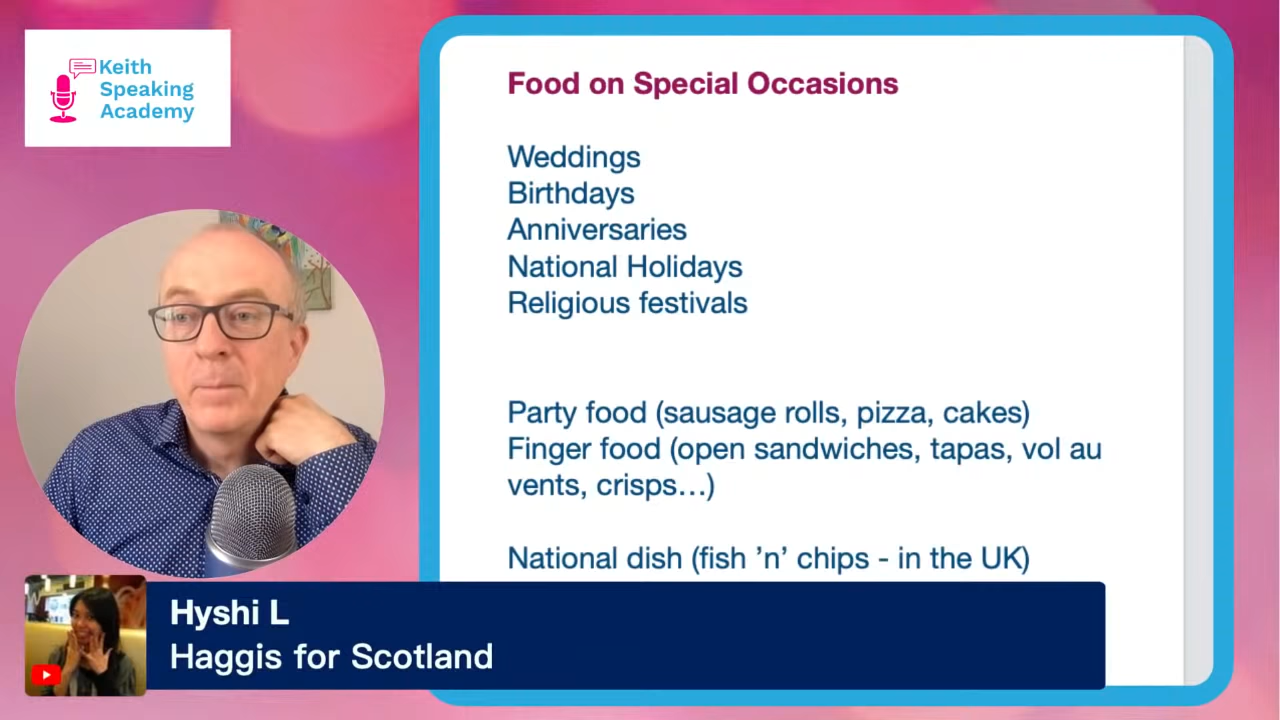 Keith
Speaking
Academy
Food on Special Occasions
Weddings
Birthdays
Anniversaries
National Holidays
Religious festivals
Party food (sausage rolls, pizza, cakes)
Finger food (open sandwiches, tapas, vol au
vents, crisps…)
National dish (fish ’n’ chips - in the UK)
Hyshi L
Haggis for Scotland